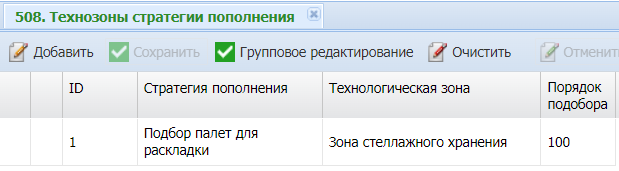 508. Технозоны стратегии пополнения
Добавить Сохранить Групповое редактирование Очистить Отменит
ID Стратегия пополнения Технологическая зона Порядок подобора
1 Подбор палет для раскладки Зона стеллажного хранения 100